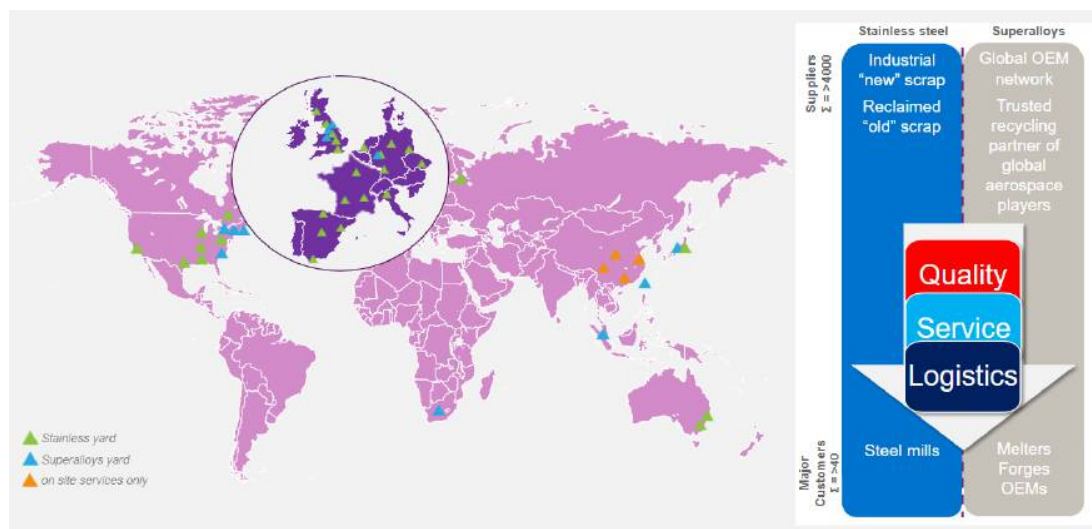 Stainless yard
Superalloys yard
on site services only
Stainless steel
Superalloys
Suppliers
Σ = >4000
Industrial
“new” scrap
Reclaimed
“old” scrap
Global OEM
network
Trusted
recycling
partner of
global
aerospace
players
Quality
Service
Logistics
Major
Customers
Σ = >40
Steel mills
Melters
Forges
OEMs